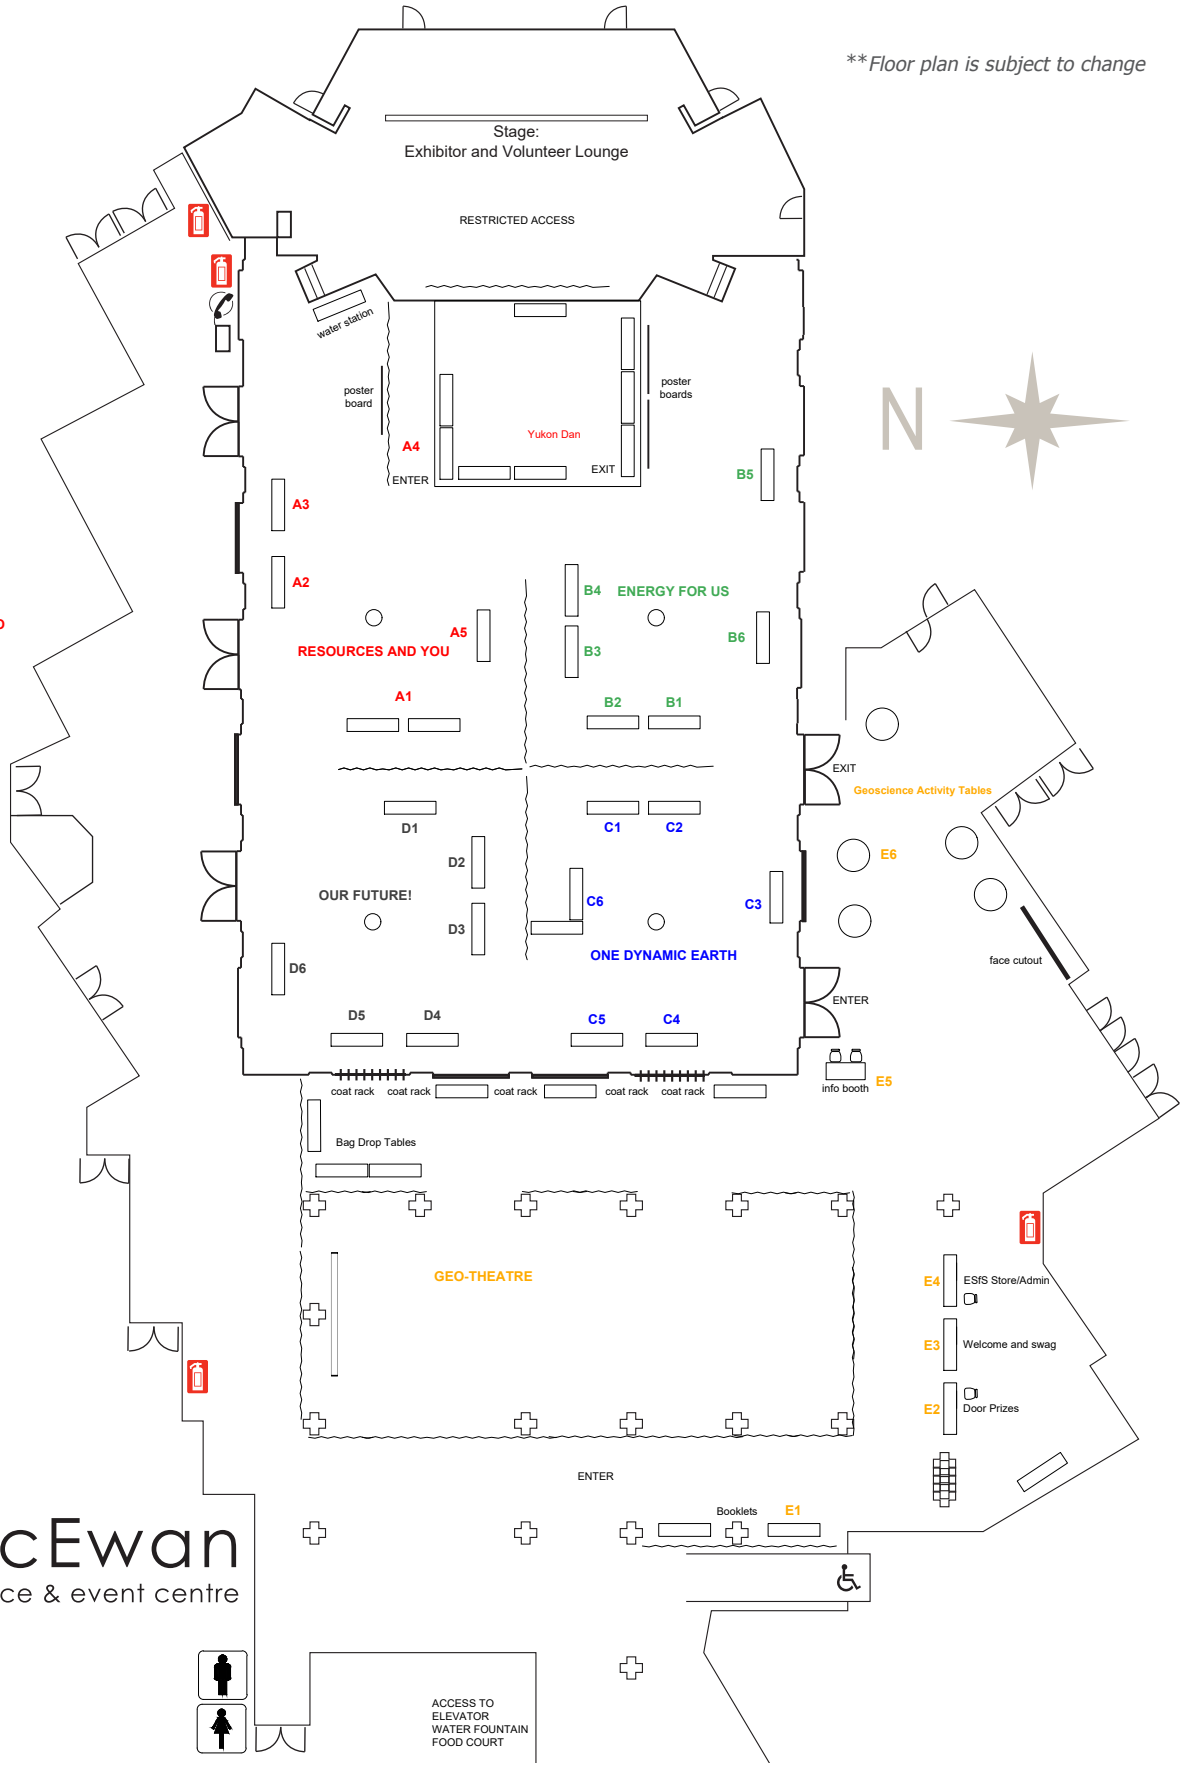 **Floor plan is subject to change
Stage:
Exhibitor and Volunteer Lounge
RESTRICTED ACCESS
water station
poster
board
poster
boards
N
A4
Yukon Dan
ENTER
EXIT
B5
A3
A2
B4
ENERGY FOR US
A5
B6
RESOURCES AND YOU
B3
A1
B2
B1
EXIT
Geoscience Activity Tables
D1
C1
C2
D2
E6
OUR FUTURE!
C6
C3
D3
ONE DYNAMIC EARTH
face cutout
D6
ENTER
D5
D4
C5
C4
E5
info booth
coat rack
coat rack
coat rack
coat rack
coat rack
Bag Drop Tables
GEO-THEATRE
E4
ESfS Store/Admin
E3
Welcome and swag
E2
Door Prizes
ENTER
Booklets
E1
cEwan
ce & event centre
ACCESS TO
ELEVATOR
WATER FOUNTAIN
FOOD COURT